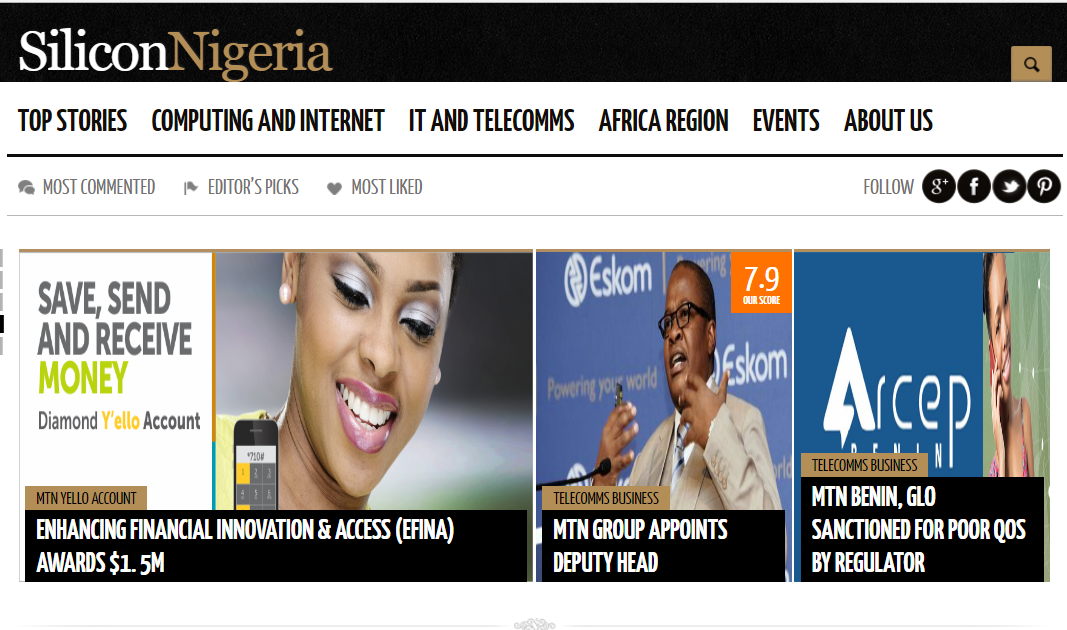 SiliconNigeria
TOP STORIES COMPUTING AND INTERNET IT AND TELECOMMS AFRICA REGION EVENTS ABOUT US
MOST COMMENTED EDITOR'S PICKS MOST LIKED FOLLOW
SAVE, SEND
AND RECEIVE
MONEY
Diamond Y'ello Account
*710#
MTN YELLO ACCOUNT
ENHANCING FINANCIAL INNOVATION & ACCESS (EFINA)
AWARDS $1. 5M
Eskom
Powering your world
Eskom
7.9
OUR SCORE
TELECOMMS BUSINESS
MTN GROUP APPOINTS
DEPUTY HEAD
Arcep
BENIN
TELECOMMS BUSINESS
MTN BENIN, GLO
SANCTIONED FOR POOR QOS
BY REGULATOR